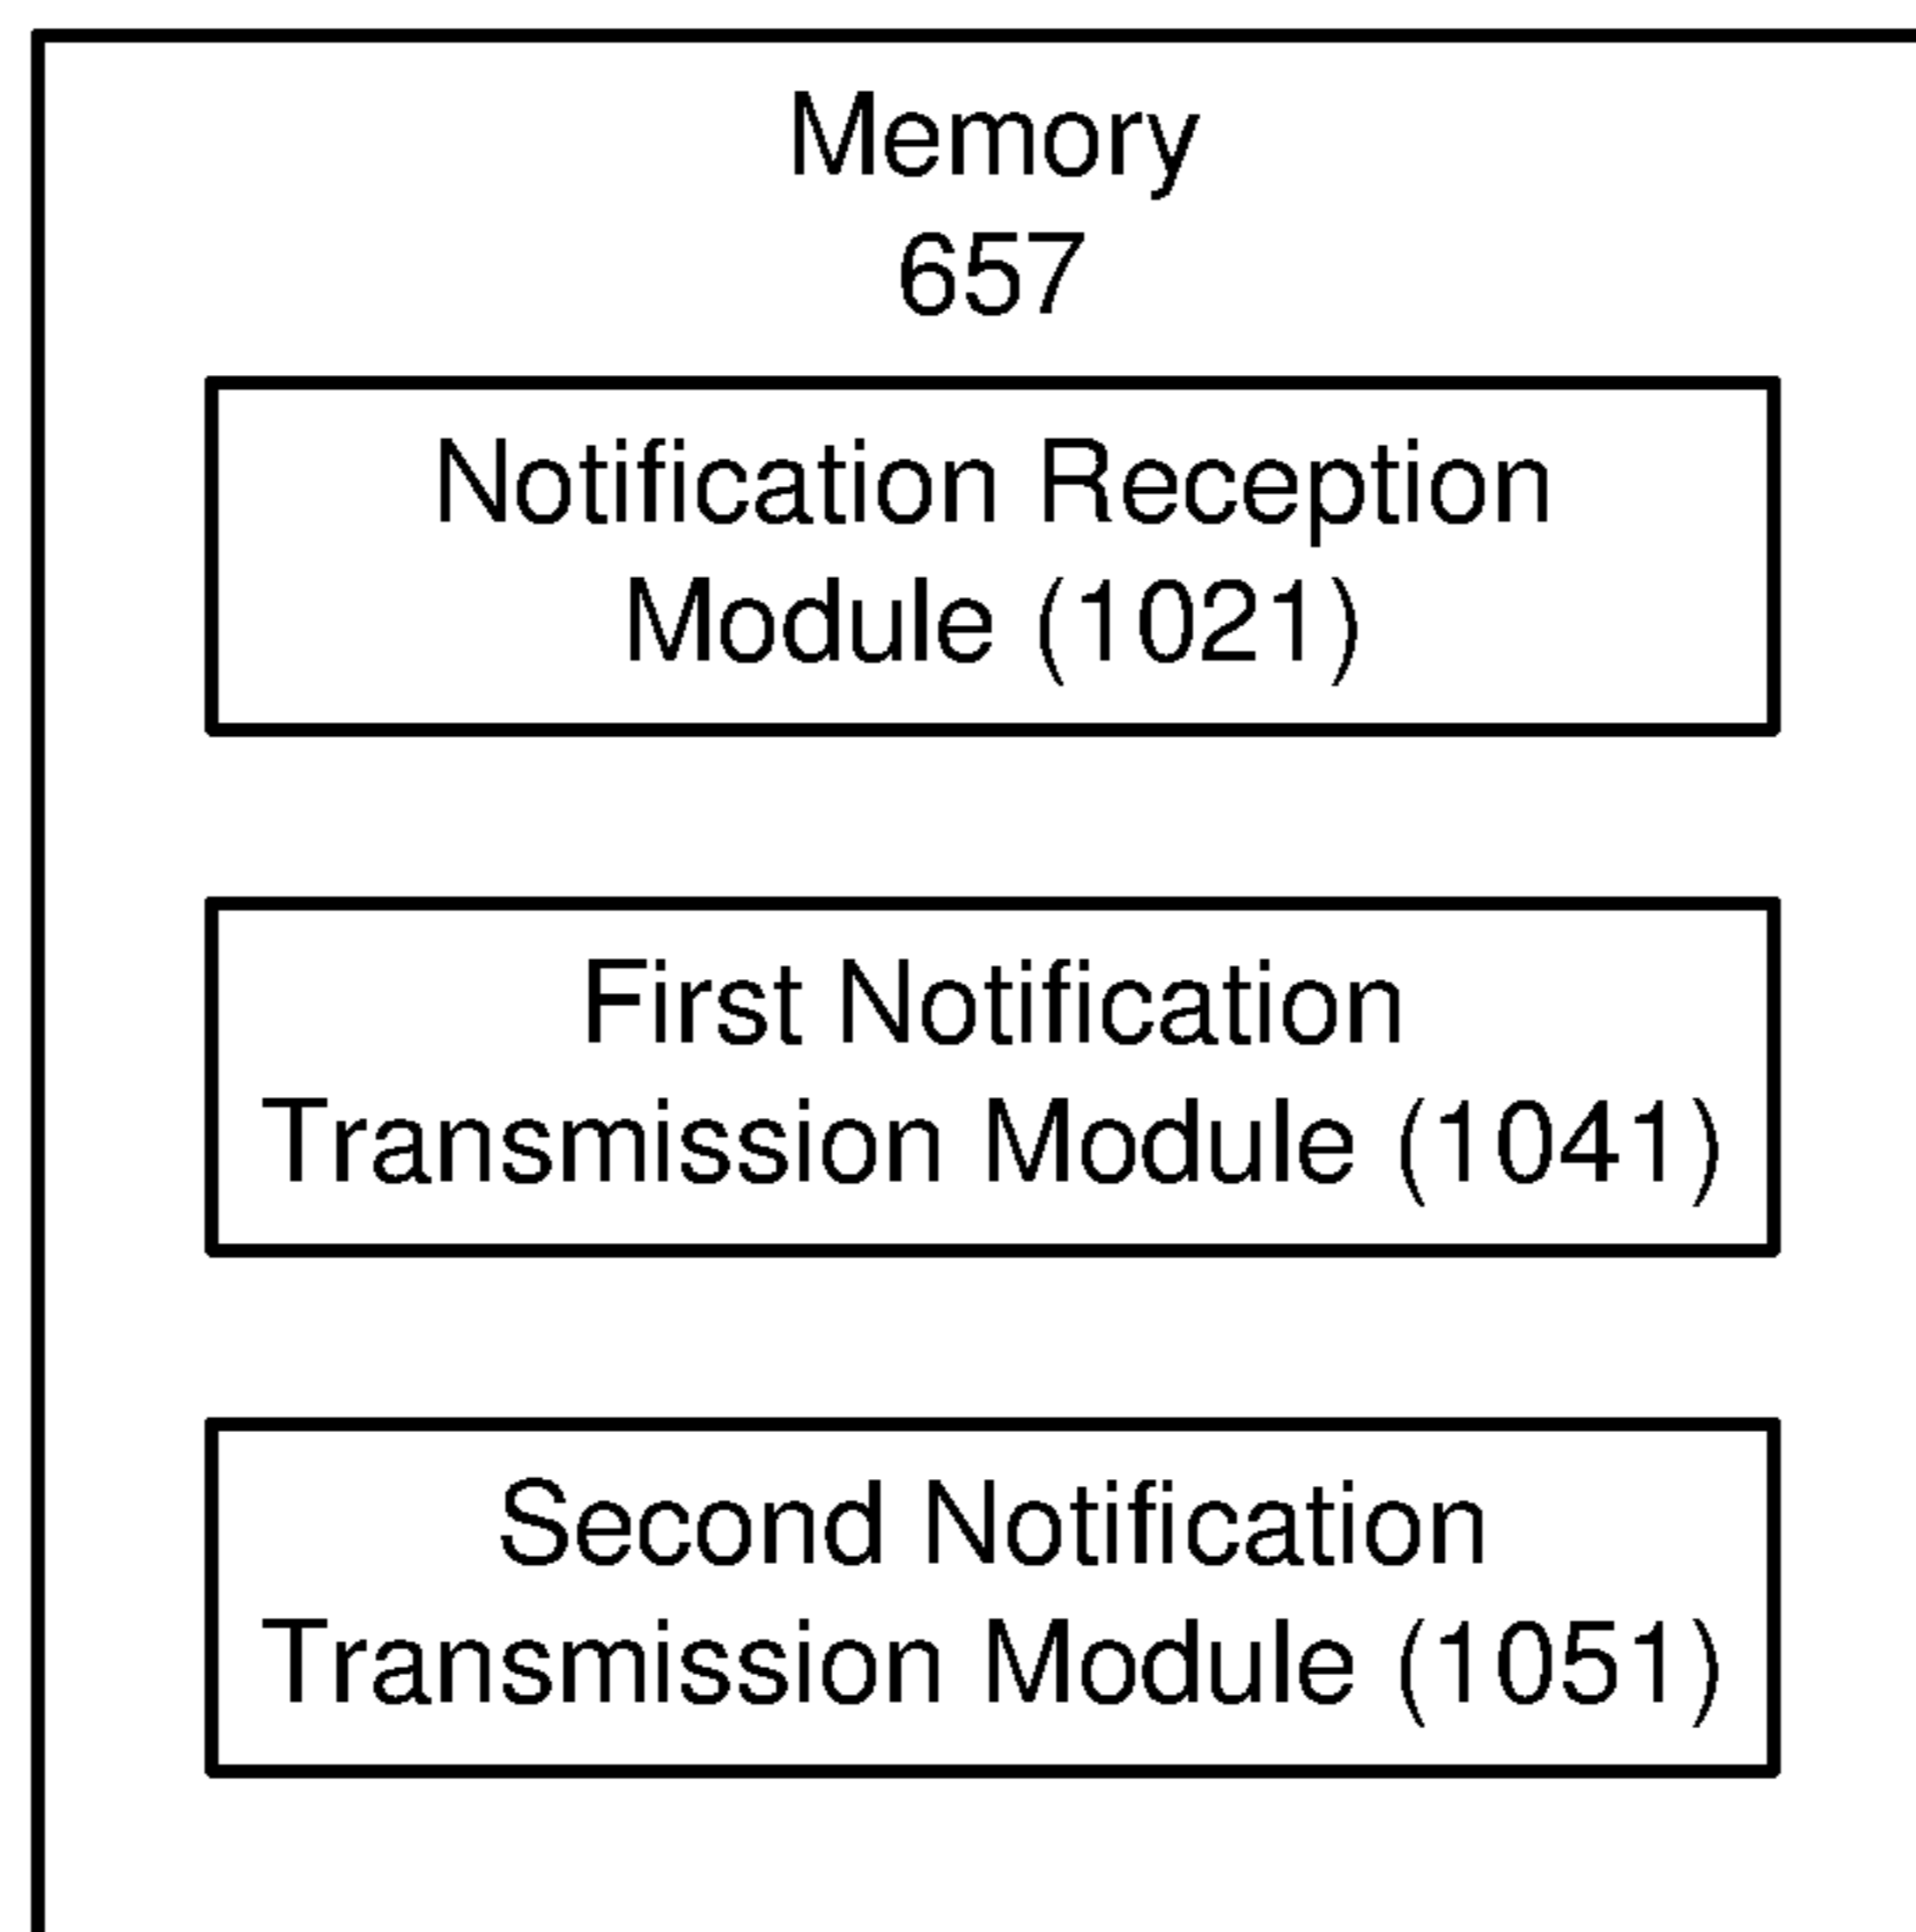 Memory
657
Notification Reception
Module (1021)
First Notification
Transmission Module (1041)
Second Notification
Transmission Module (1051)